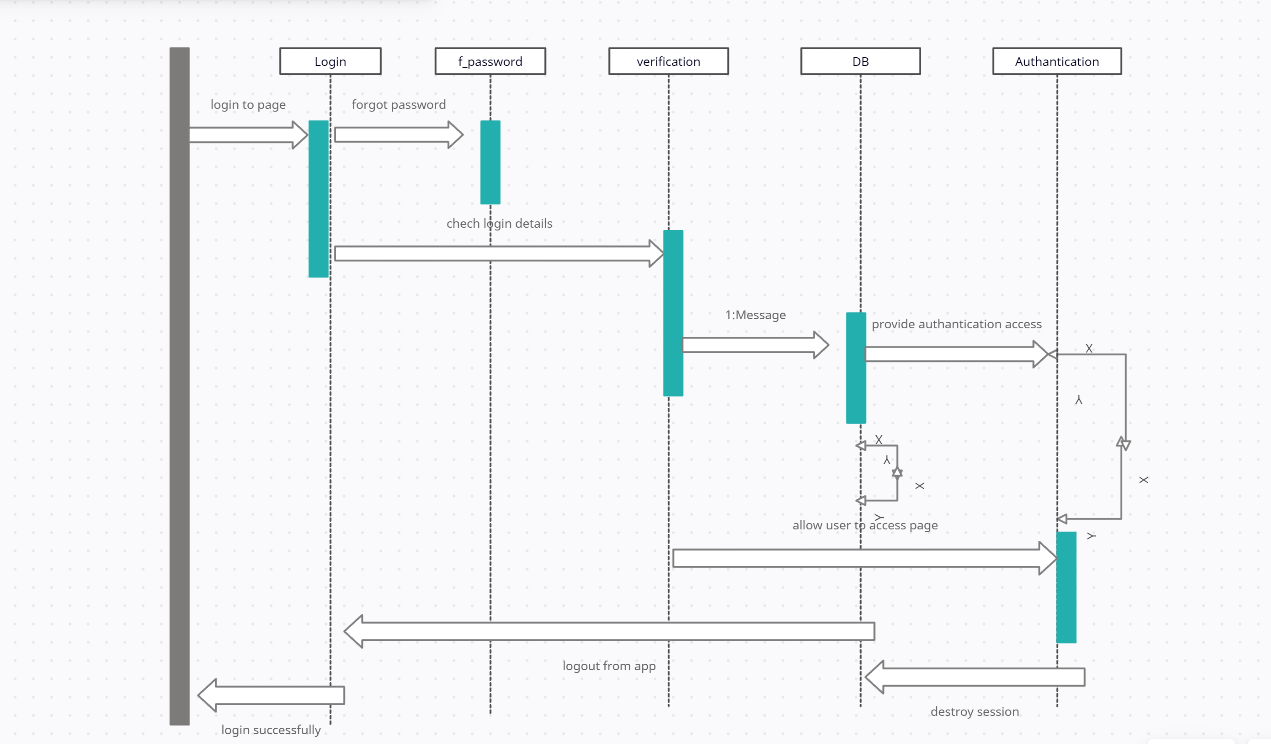 Login
f_password
verification
DB
Authantication
login to page
forgot password
chech login details
1:Message
provide authantication access
X
Y
X
Y
X
Y
X
Y
allow user to access page
logout from app
destroy session
login successfully